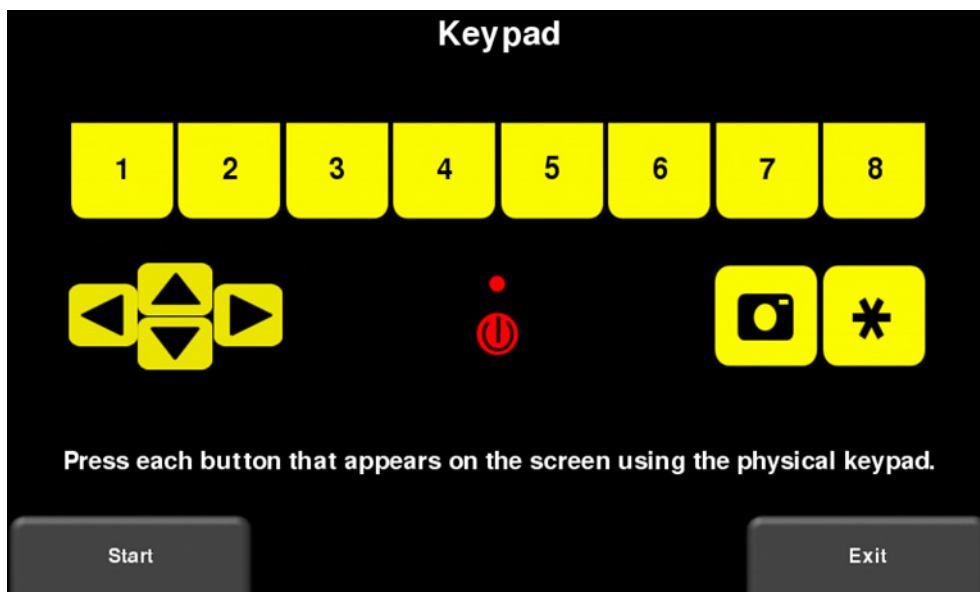 Keypad
1 2 3 4 5 6 7 8
*
Press each button that appears on the screen using the physical keypad.
Start Exit